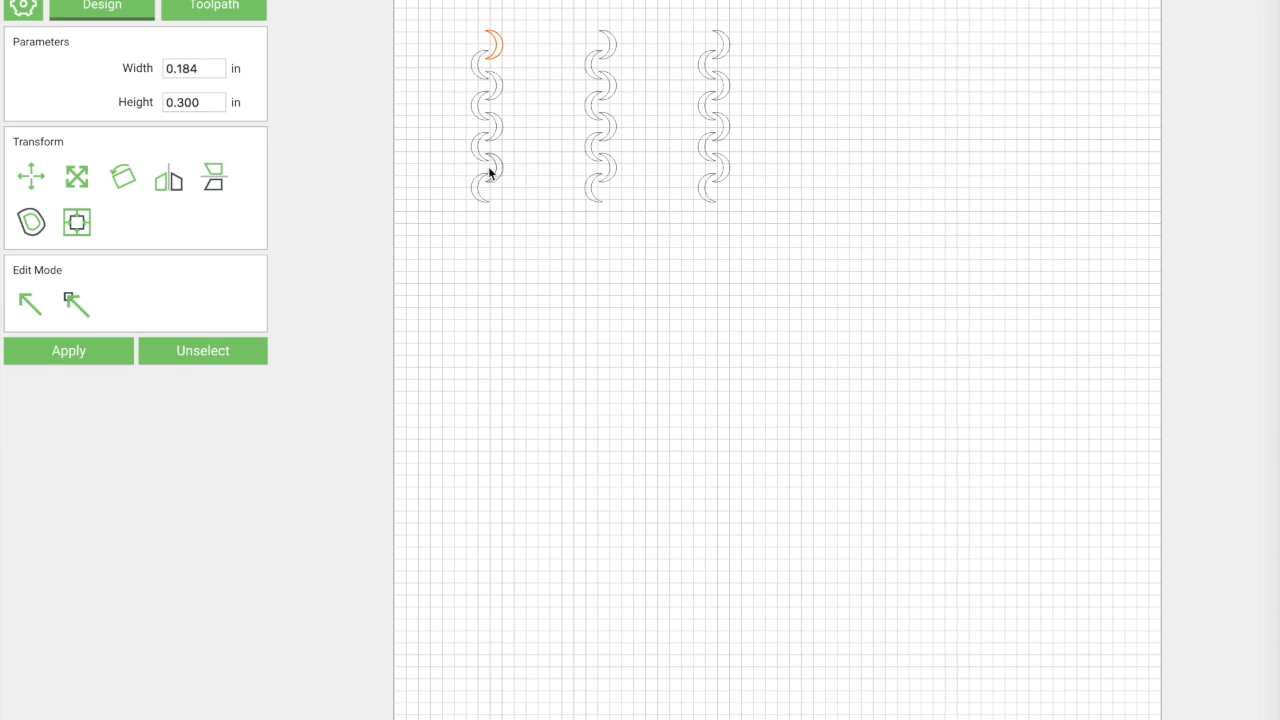 Design
Toolpath
Parameters
Width 0.184 in
Height 0.300 in
Transform
Edit Mode
Apply
Unselect